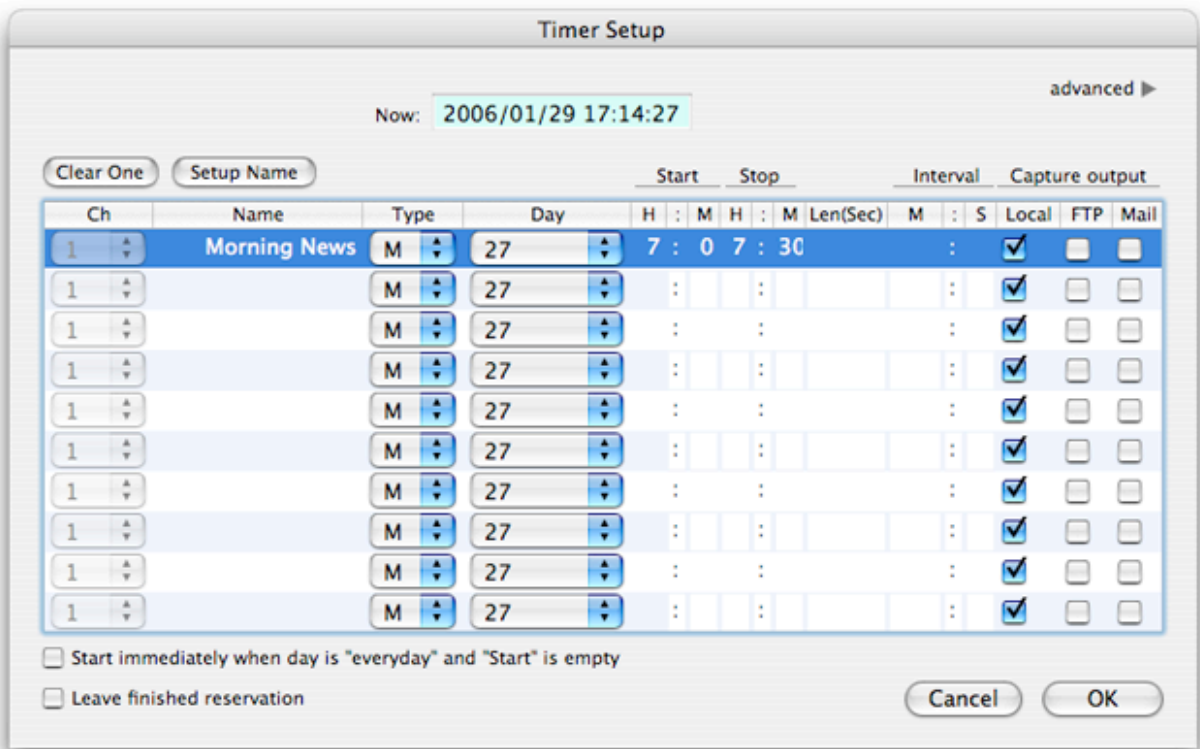 Timer Setup
advanced
Now: 2006/01/29 17:14:27
Clear One Setup Name Start Stop Interval Capture output
Ch Name Type Day H : M H : M Len(Sec) M : S Local FTP Mail
1 Morning News M 27 7 : 0 7 : 30 :
1 M 27 : : :
1 M 27 : : :
1 M 27 : : :
1 M 27 : : :
1 M 27 : : :
1 M 27 : : :
1 M 27 : : :
1 M 27 : : :
1 M 27 : : :
Start immediately when day is "everyday" and "Start" is empty
Leave finished reservation
Cancel OK